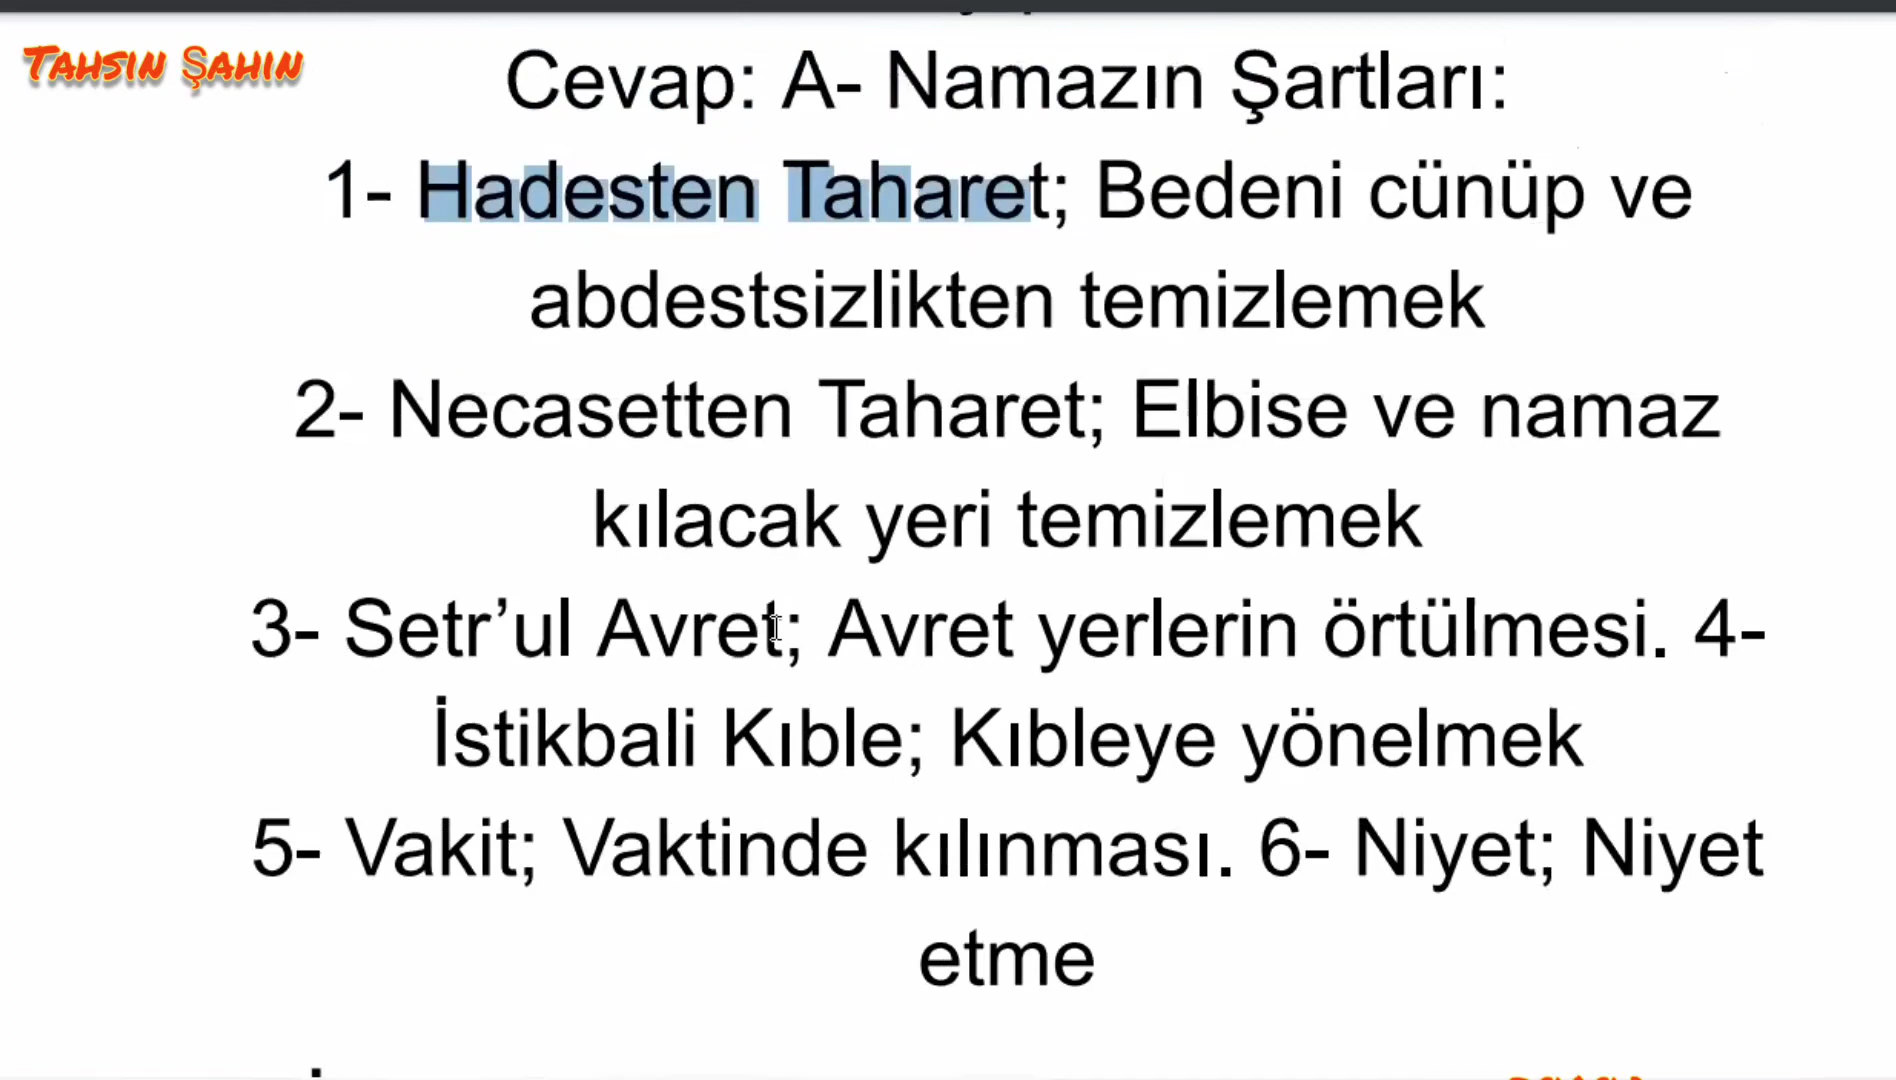 TAHSIN ŞAHIN
Cevap: A- Namazın Şartları:
1- Hadesten Taharet; Bedeni cünüp ve
abdestsizlikten temizlemek
2- Necasetten Taharet; Elbise ve namaz
kılacak yeri temizlemek
3- Setr’ul Avret; Avret yerlerin örtülmesi. 4-
İstikbali Kıble; Kıbleye yönelmek
5- Vakit; Vaktinde kılınması. 6- Niyet; Niyet
etme